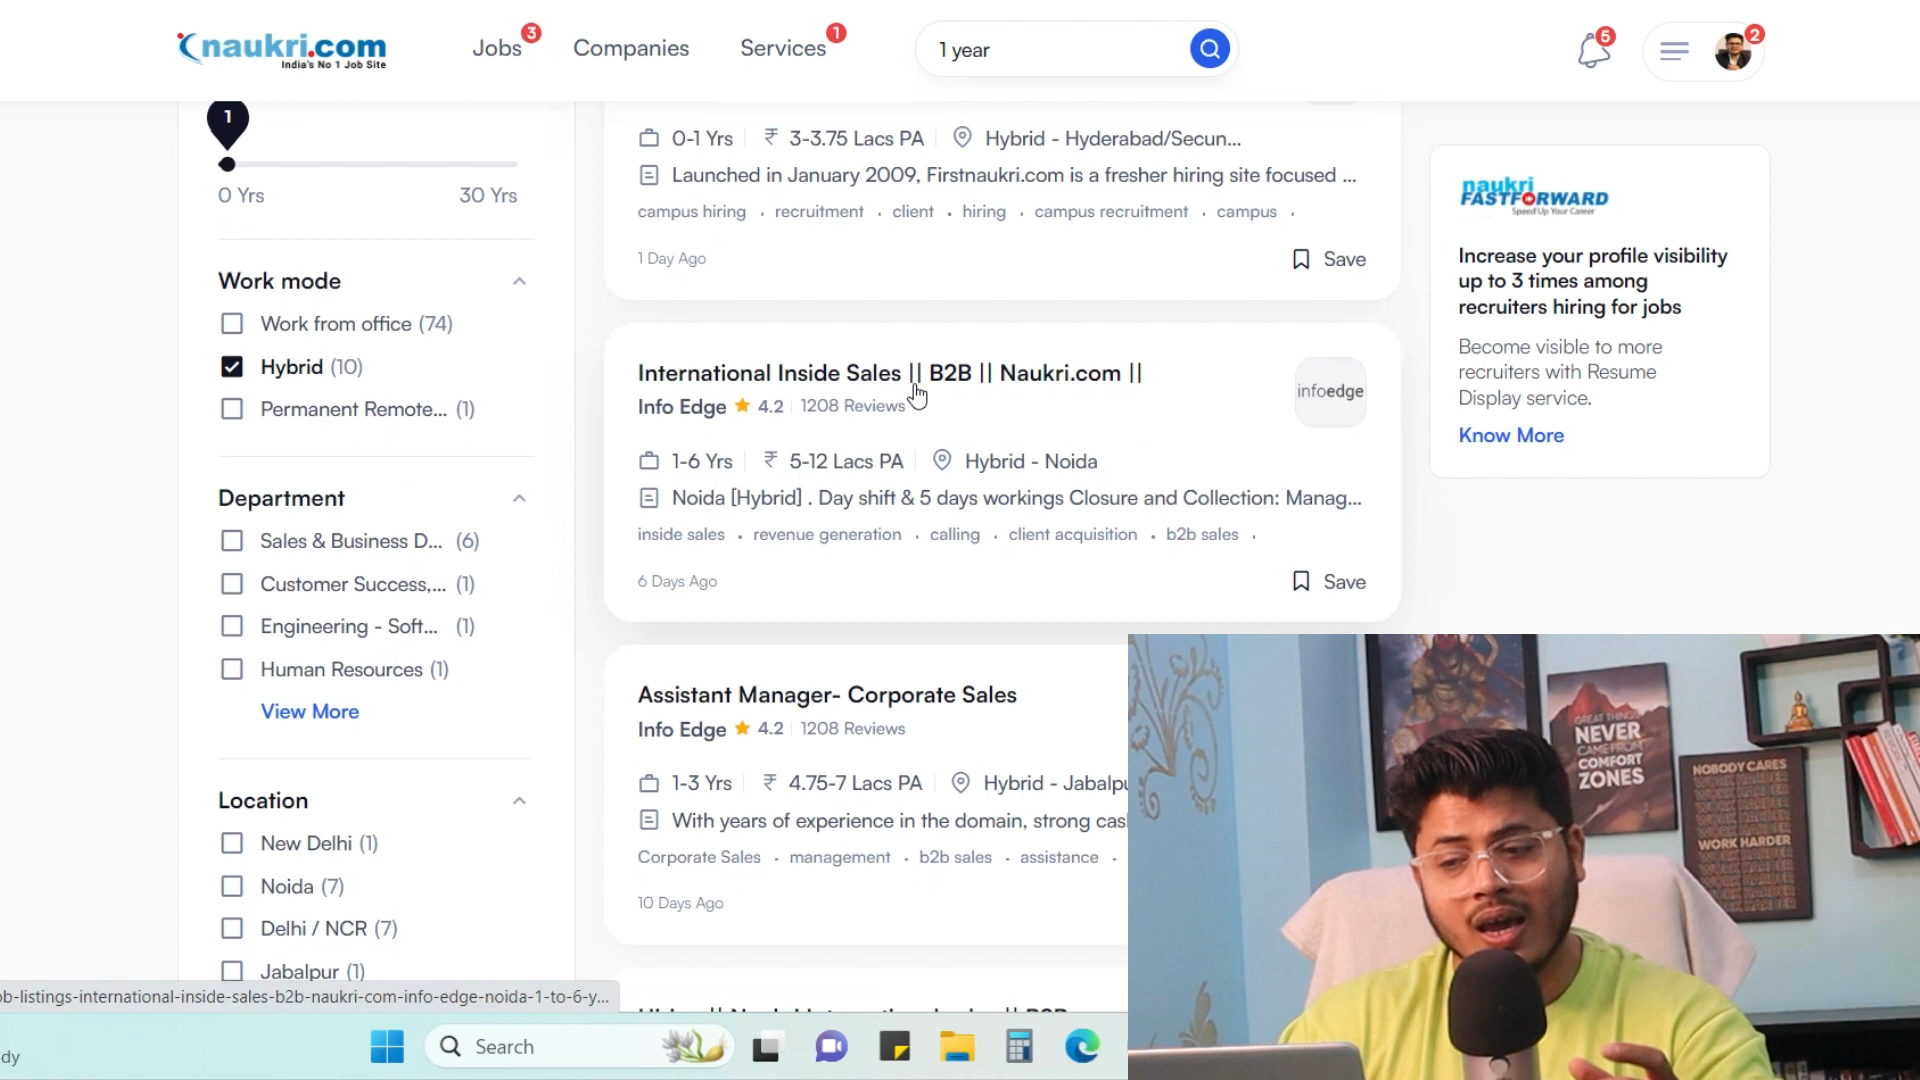 naukri.com
India's No 1 Job Site
Jobs 3
Companies
Services 1
1 year
5
2
1
0 Yrs 30 Yrs
Work mode
Work from office (74)
Hybrid (10)
Permanent Remote... (1)
Department
Sales & Business D... (6)
Customer Success,... (1)
Engineering - Soft... (1)
Human Resources (1)
View More
Location
New Delhi (1)
Noida (7)
Delhi / NCR (7)
Jabalpur (1)
0-1 Yrs ₹ 3-3.75 Lacs PA Hybrid - Hyderabad/Secun...
Launched in January 2009, Firstnaukri.com is a fresher hiring site focused ...
campus hiring · recruitment · client · hiring · campus recruitment · campus ·
1 Day Ago Save
International Inside Sales || B2B || Naukri.com ||
Info Edge 4.2 1208 Reviews
infoedge
1-6 Yrs ₹ 5-12 Lacs PA Hybrid - Noida
Noida [Hybrid] . Day shift & 5 days workings Closure and Collection: Manag...
inside sales · revenue generation · calling · client acquisition · b2b sales ·
6 Days Ago Save
Assistant Manager- Corporate Sales
Info Edge 4.2 1208 Reviews
1-3 Yrs ₹ 4.75-7 Lacs PA Hybrid - Jabalpu
With years of experience in the domain, strong
Corporate Sales · management · b2b sales · assistance ·
10 Days Ago
naukri
FASTFORWARD
Speed Up Your Career
Increase your profile visibility
up to 3 times among
recruiters hiring for jobs
Become visible to more
recruiters with Resume
Display service.
Know More
GREAT THINGS
NEVER
CAME FROM
COMFORT
ZONES
NOBODY CARES
WORK HARDER
ob-listings-international-inside-sales-b2b-naukri-com-info-edge-noida-1-to-6-y...
dy
Search